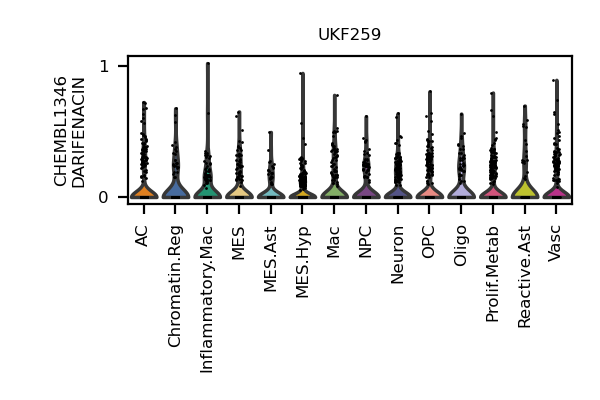 UKF259
CHEMBL1346
DARIFENACIN
1
0
AC
Chromatin.Reg
Inflammatory.Mac
MES
MES.Ast
MES.Hyp
Mac
NPC
Neuron
OPC
Oligo
Prolif.Metab
Reactive.Ast
Vasc